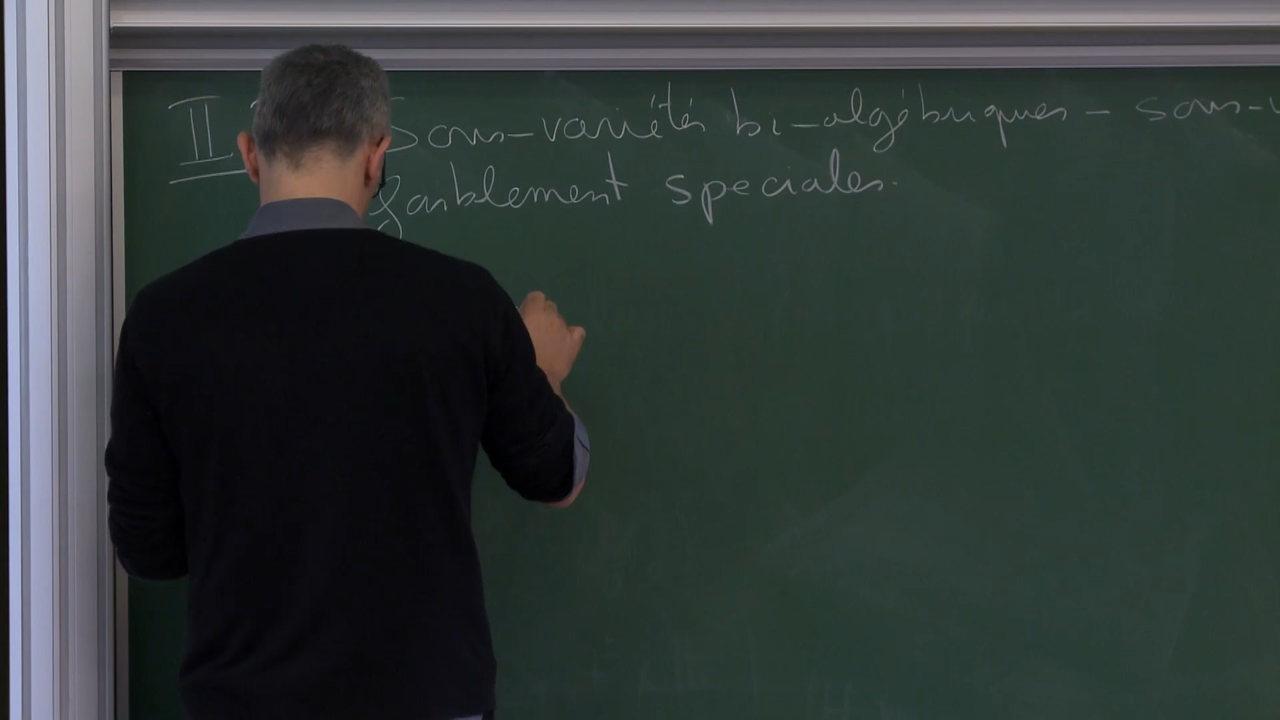 II Sous-variétés bi-algébriques - sous-
faiblement speciales.